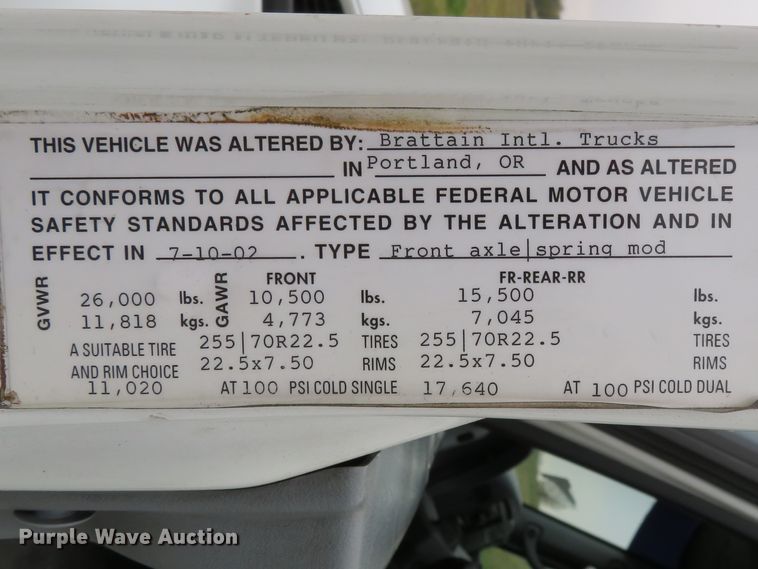 THIS VEHICLE WAS ALTERED BY: Brattain Intl. Trucks
IN Portland, OR AND AS ALTERED
IT CONFORMS TO ALL APPLICABLE FEDERAL MOTOR VEHICLE
SAFETY STANDARDS AFFECTED BY THE ALTERATION AND IN
EFFECT IN 7-10-02. TYPE Front axle|spring mod
FRONT FR-REAR-RR
GVWR 26,000 lbs. GAWR 10,500 lbs. 15,500 lbs.
11,818 kgs. 4,773 kgs. 7,045 kgs.
A SUITABLE TIRE 255|70R22.5 TIRES 255|70R22.5 TIRES
AND RIM CHOICE 22.5x7.50 RIMS 22.5x7.50 RIMS
11,020 AT 100 PSI COLD SINGLE 17,640 AT 100 PSI COLD DUAL
Purple Wave Auction